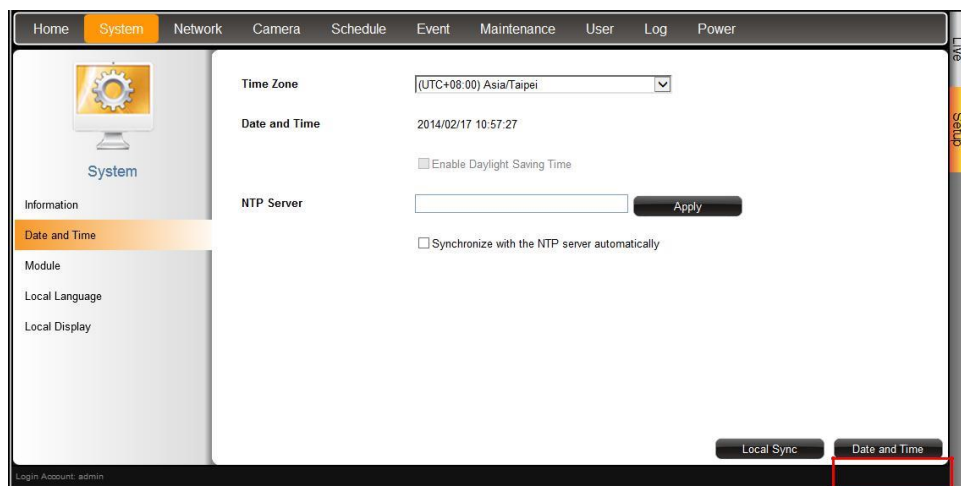 Home System Network Camera Schedule Event Maintenance User Log Power
Live
Setup
System
Information
Date and Time
Module
Local Language
Local Display
Time Zone (UTC+08:00) Asia/Taipei
Date and Time 2014/02/17 10:57:27
Enable Daylight Saving Time
NTP Server Apply
Synchronize with the NTP server automatically
Local Sync Date and Time
Login Account: admin